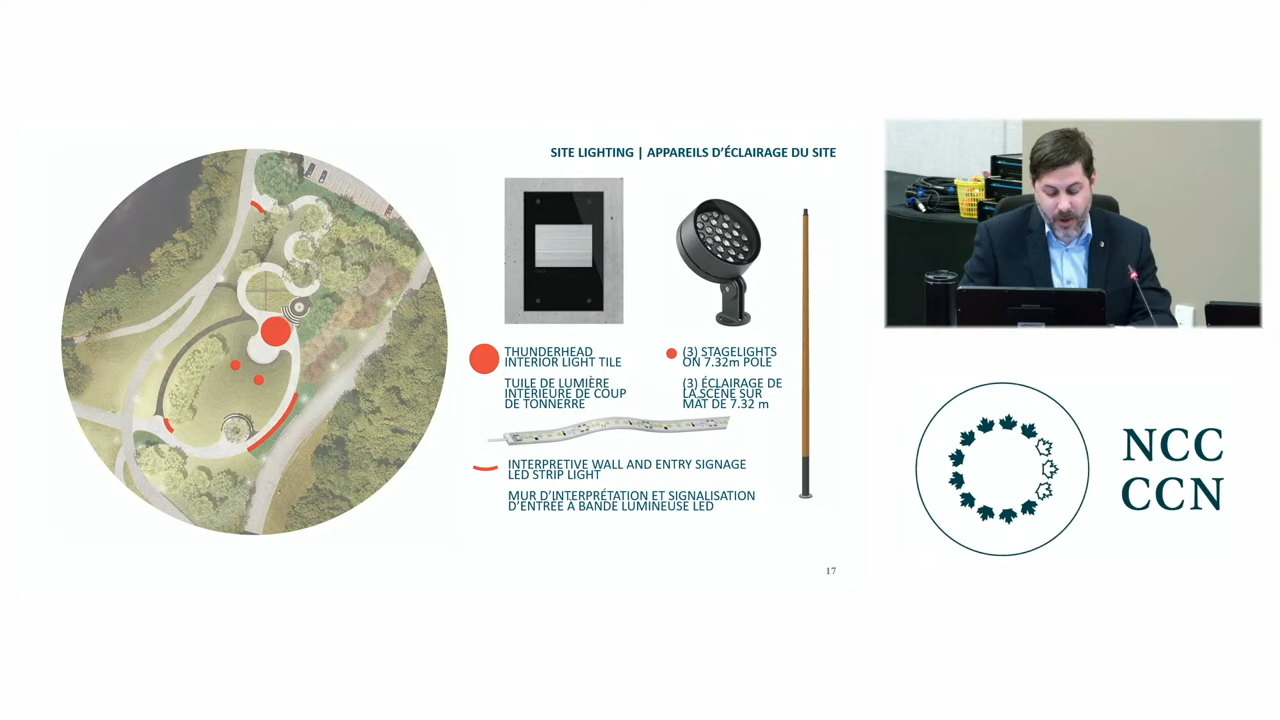 SITE LIGHTING | APPAREILS D'ÉCLAIRAGE DU SITE
THUNDERHEAD
INTERIOR LIGHT TILE
TUILE DE LUMIÈRE
INTERIEURE DE COUP
DE TONNERRE
(3) STAGELIGHTS
ON 7.32m POLE
(3) ÉCLAIRAGE DE
LA SCÈNE SUR
MAT DE 7.32 m
INTERPRETIVE WALL AND ENTRY SIGNAGE
LED STRIP LIGHT
MUR D'INTERPRÉTATION ET SIGNALISATION
D'ENTRÉE A BANDE LUMINEUSE LED
17
NCC
CCN